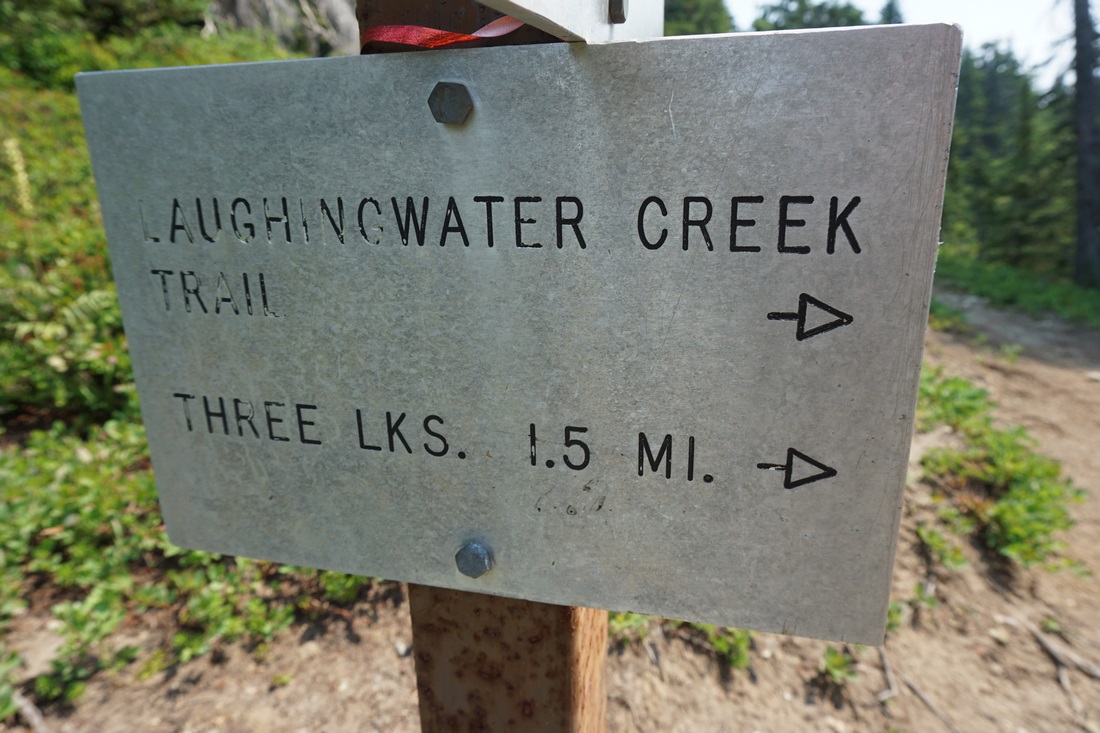 LAUGHINGWATER CREEK
TRAIL
THREE LKS. 1.5 MI.